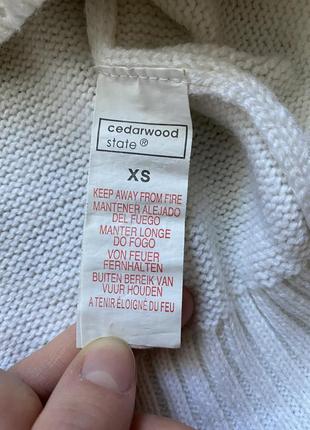 cedarwood
state®
XS
KEEP AWAY FROM FIRE
MANTENER ALEJADO
DEL FUEGO
MANTER LONGE
DO FOGO
VON FEUER
FERNHALTEN
BUITEN BEREIK VAN
VUUR HOUDEN
A TENIR ÉLOIGNÉ DU FEU